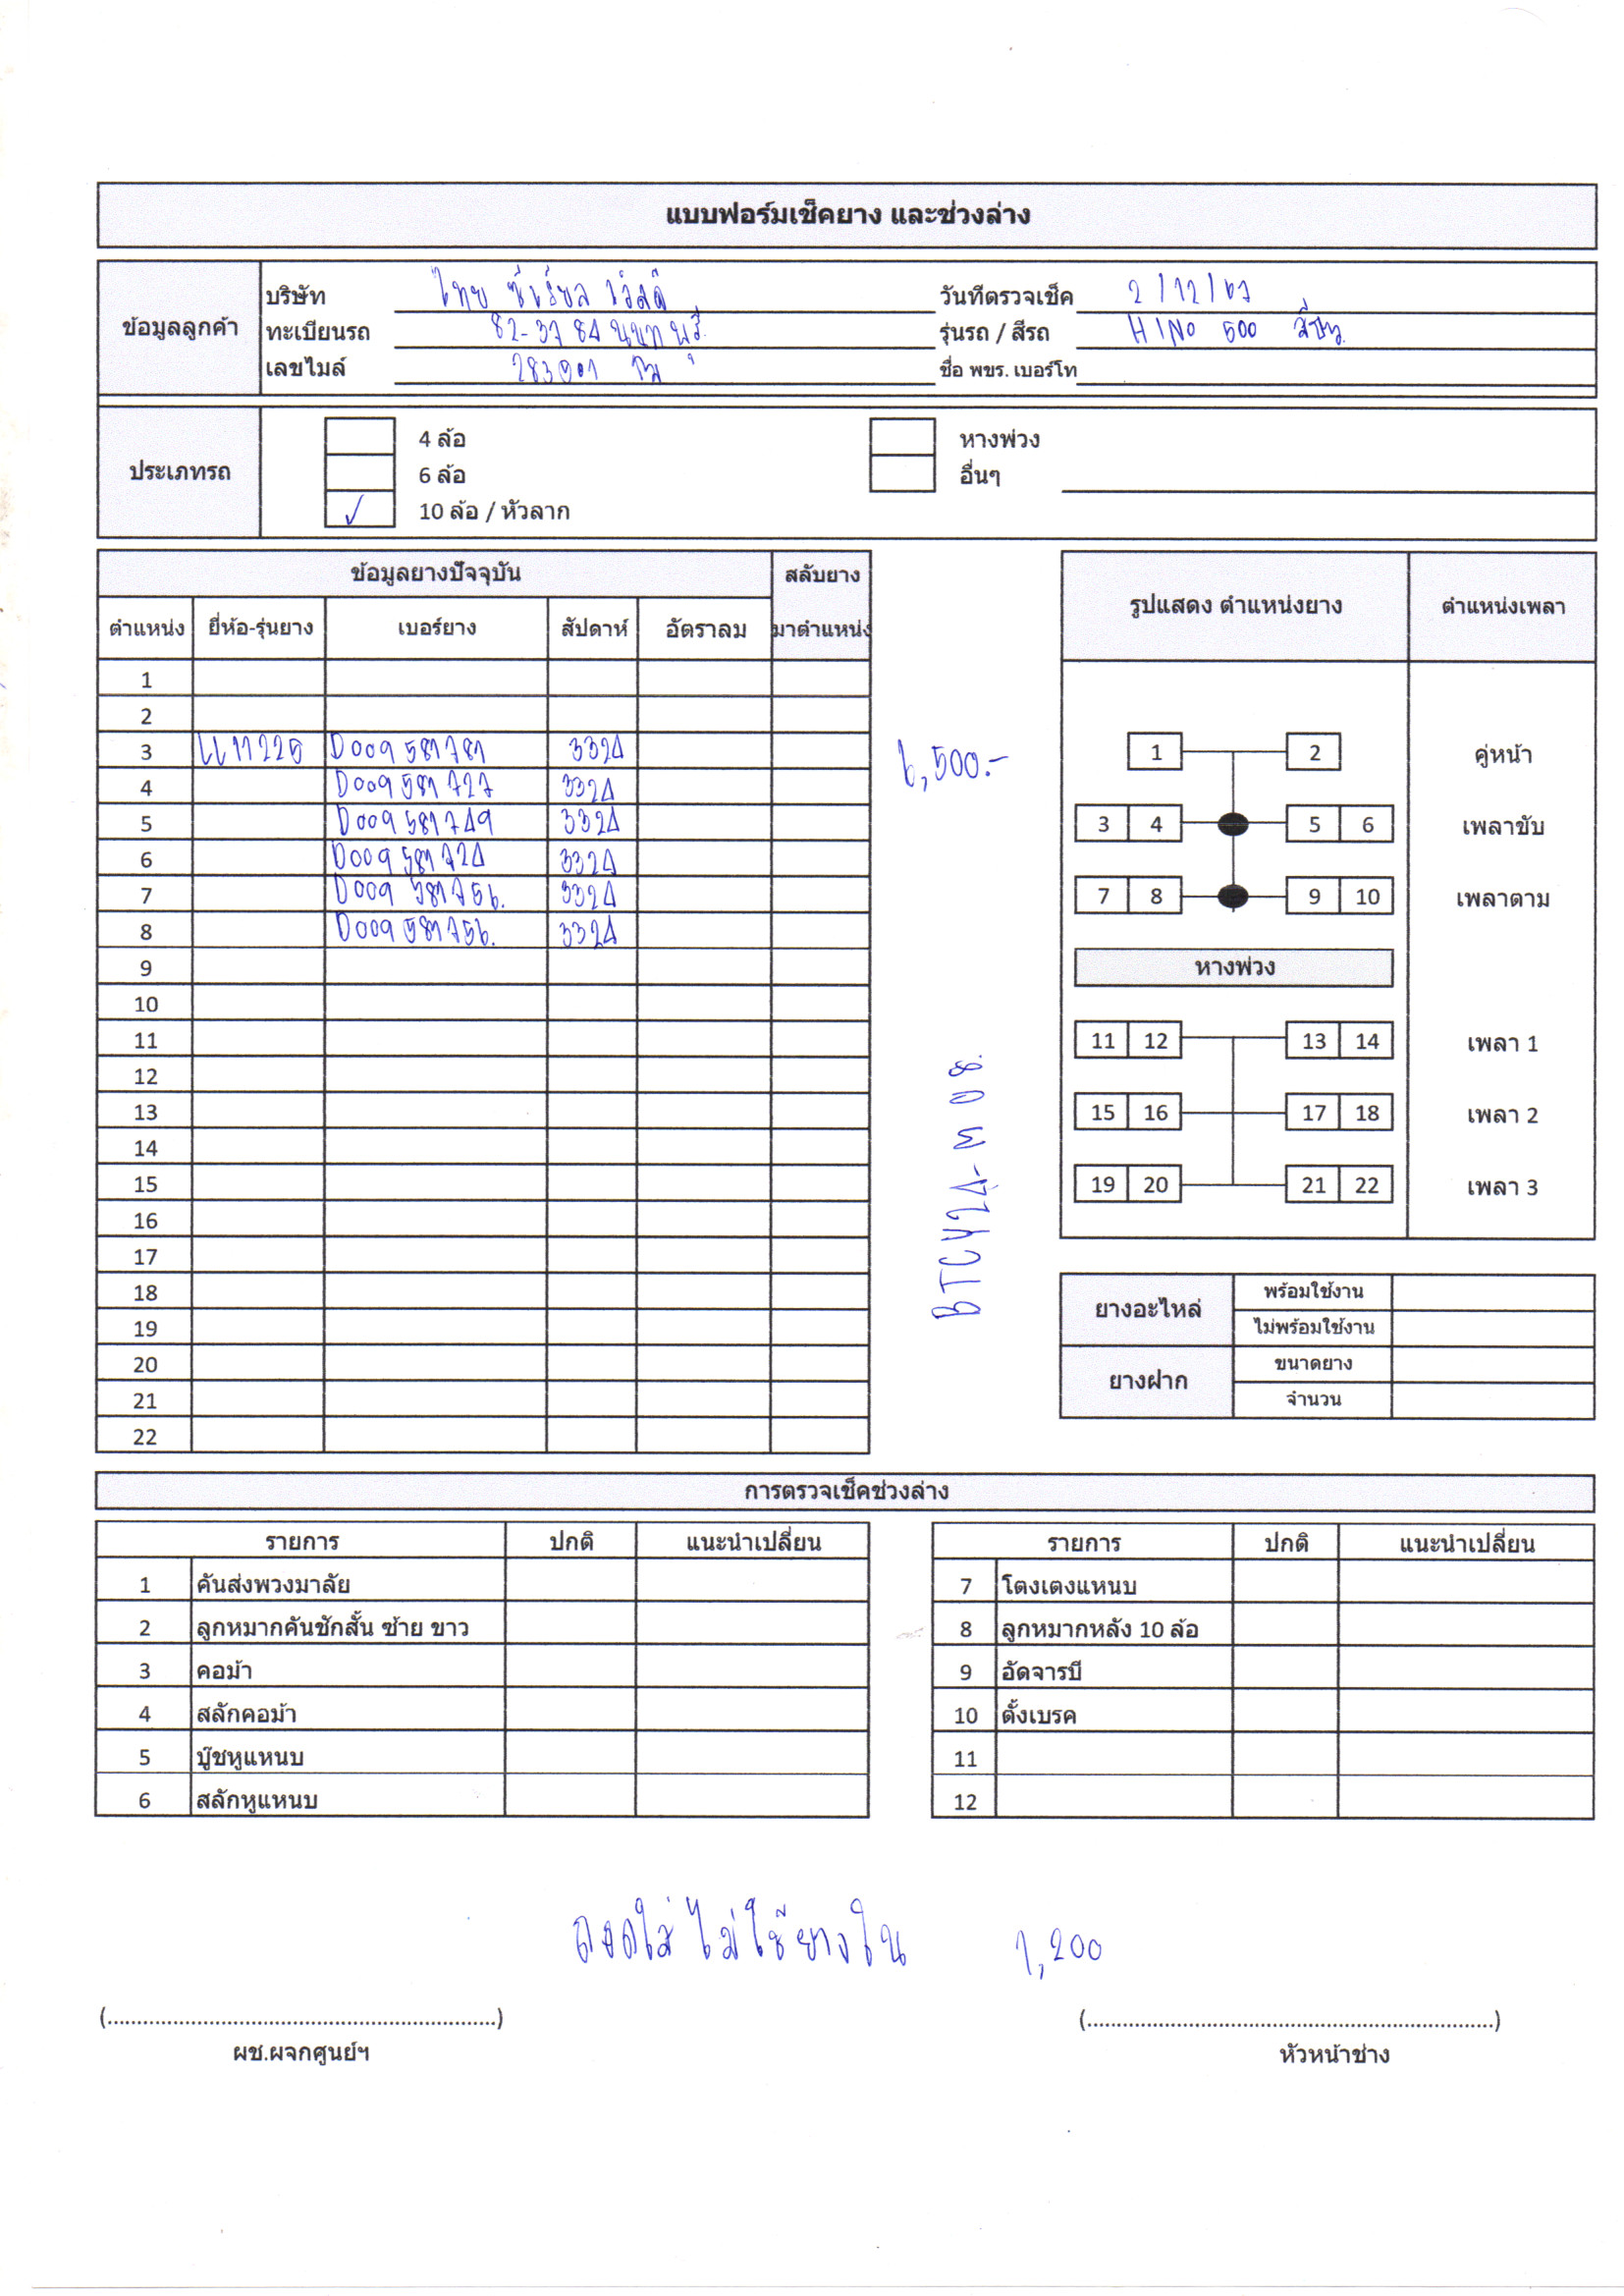 แบบฟอร์มเช็คยาง และช่วงล่าง
ข้อมูลลูกค้า
บริษัท ไทย ซีเรียล เวิลด์ วันที่ตรวจเช็ค 2/12/67
ทะเบียนรถ 82-3784 นนทบุรี รุ่นรถ / สีรถ HINO 500
เลขไมล์ ชื่อ พขร. เบอร์โท
ประเภทรถ
4 ล้อ หางพ่วง
6 ล้อ อื่นๆ
✓ 10 ล้อ / หัวลาก
ข้อมูลยางปัจจุบัน สลับยาง
ตำแหน่ง ยี่ห้อ-รุ่นยาง เบอร์ยาง สัปดาห์ อัตราลม มาตำแหน่ง
1
2
3 D009581781 3324
4 D009581727 3324
5 D009581749 3324
6 D009581724 3324
7 D009581756. 3324
8 D009581756. 3324
9
10
11
12
13
14
15
16
17
18
19
20
21
22
6,500.-
BTCY24-M008.
รูปแสดง ตำแหน่งยาง ตำแหน่งเพลา
1 2 คู่หน้า
3 4 5 6 เพลาขับ
7 8 9 10 เพลาตาม
หางพ่วง
11 12 13 14 เพลา 1
15 16 17 18 เพลา 2
19 20 21 22 เพลา 3
ยางอะไหล่ พร้อมใช้งาน
ไม่พร้อมใช้งาน
ยางฝาก ขนาดยาง
จำนวน
การตรวจเช็คช่วงล่าง
รายการ ปกติ แนะนำเปลี่ยน รายการ ปกติ แนะนำเปลี่ยน
1 คันส่งพวงมาลัย 7 โตงเตงแหนบ
2 ลูกหมากคันชักสั้น ซ้าย ขาว 8 ลูกหมากหลัง 10 ล้อ
3 คอม้า 9 อัดจารบี
4 สลักคอม้า 10 ตั้งเบรค
5 บู๊ชหูแหนบ 11
6 สลักหูแหนบ 12
ถอดใส่ ไม่ใช้ยางใน 1,200
(.................................................................) (.................................................................)
ผช.ผจกศูนย์ฯ หัวหน้าช่าง